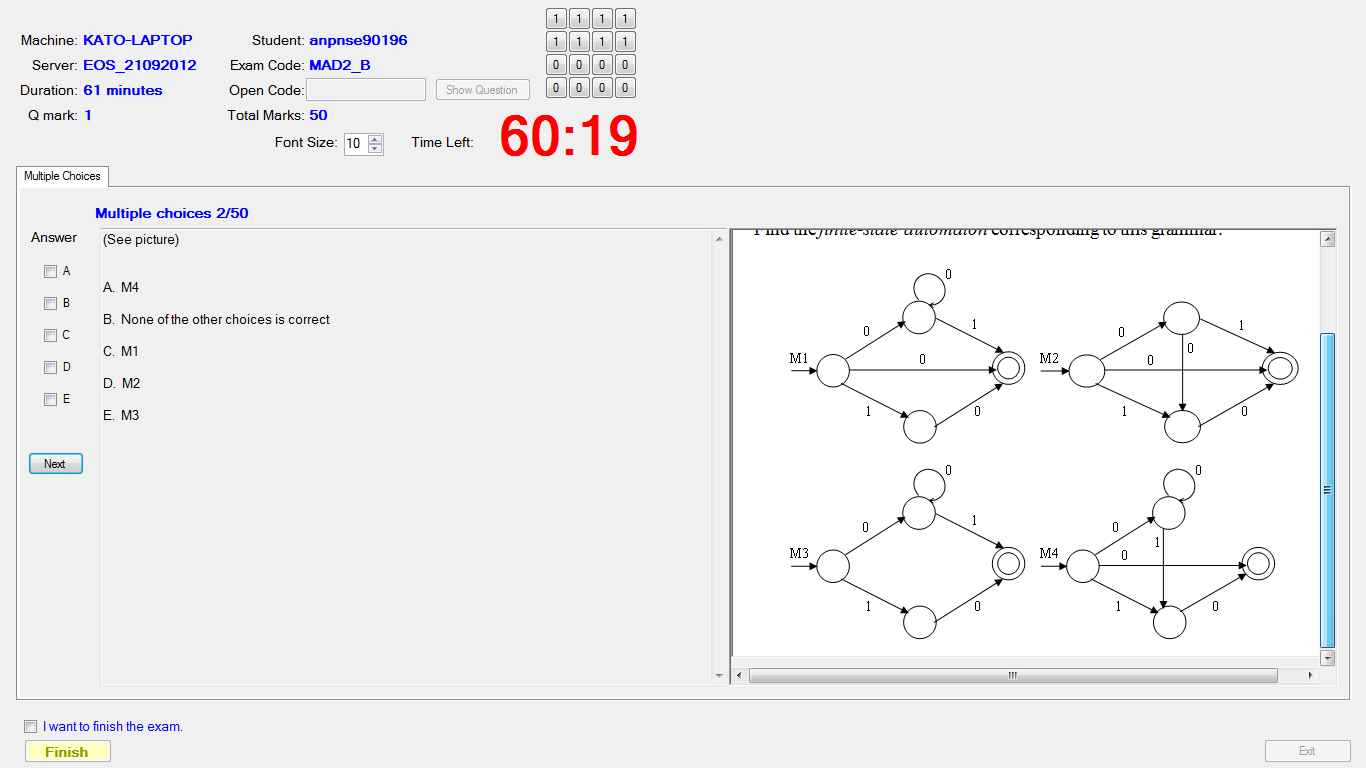 Machine: KATO-LAPTOP Student: anpnse90196
Server: EOS_21092012 Exam Code: MAD2_B
Duration: 61 minutes Open Code: Show Question
Q mark: 1 Total Marks: 50
1 1 1 1
1 1 1 1
0 0 0 0
0 0 0 0
Font Size: 10 Time Left: 60:19
Multiple Choices
Multiple choices 2/50
Answer
A
B
C
D
E
Next
(See picture)
A. M4
B. None of the other choices is correct
C. M1
D. M2
E. M3
Find the finite-state automaton corresponding to this grammar.
M1 0 0 1 0 1 0
M2 0 1 0 0 1 0
M3 0 0 1 1 0
M4 0 0 1 0 1 0
I want to finish the exam.
Finish
Exit